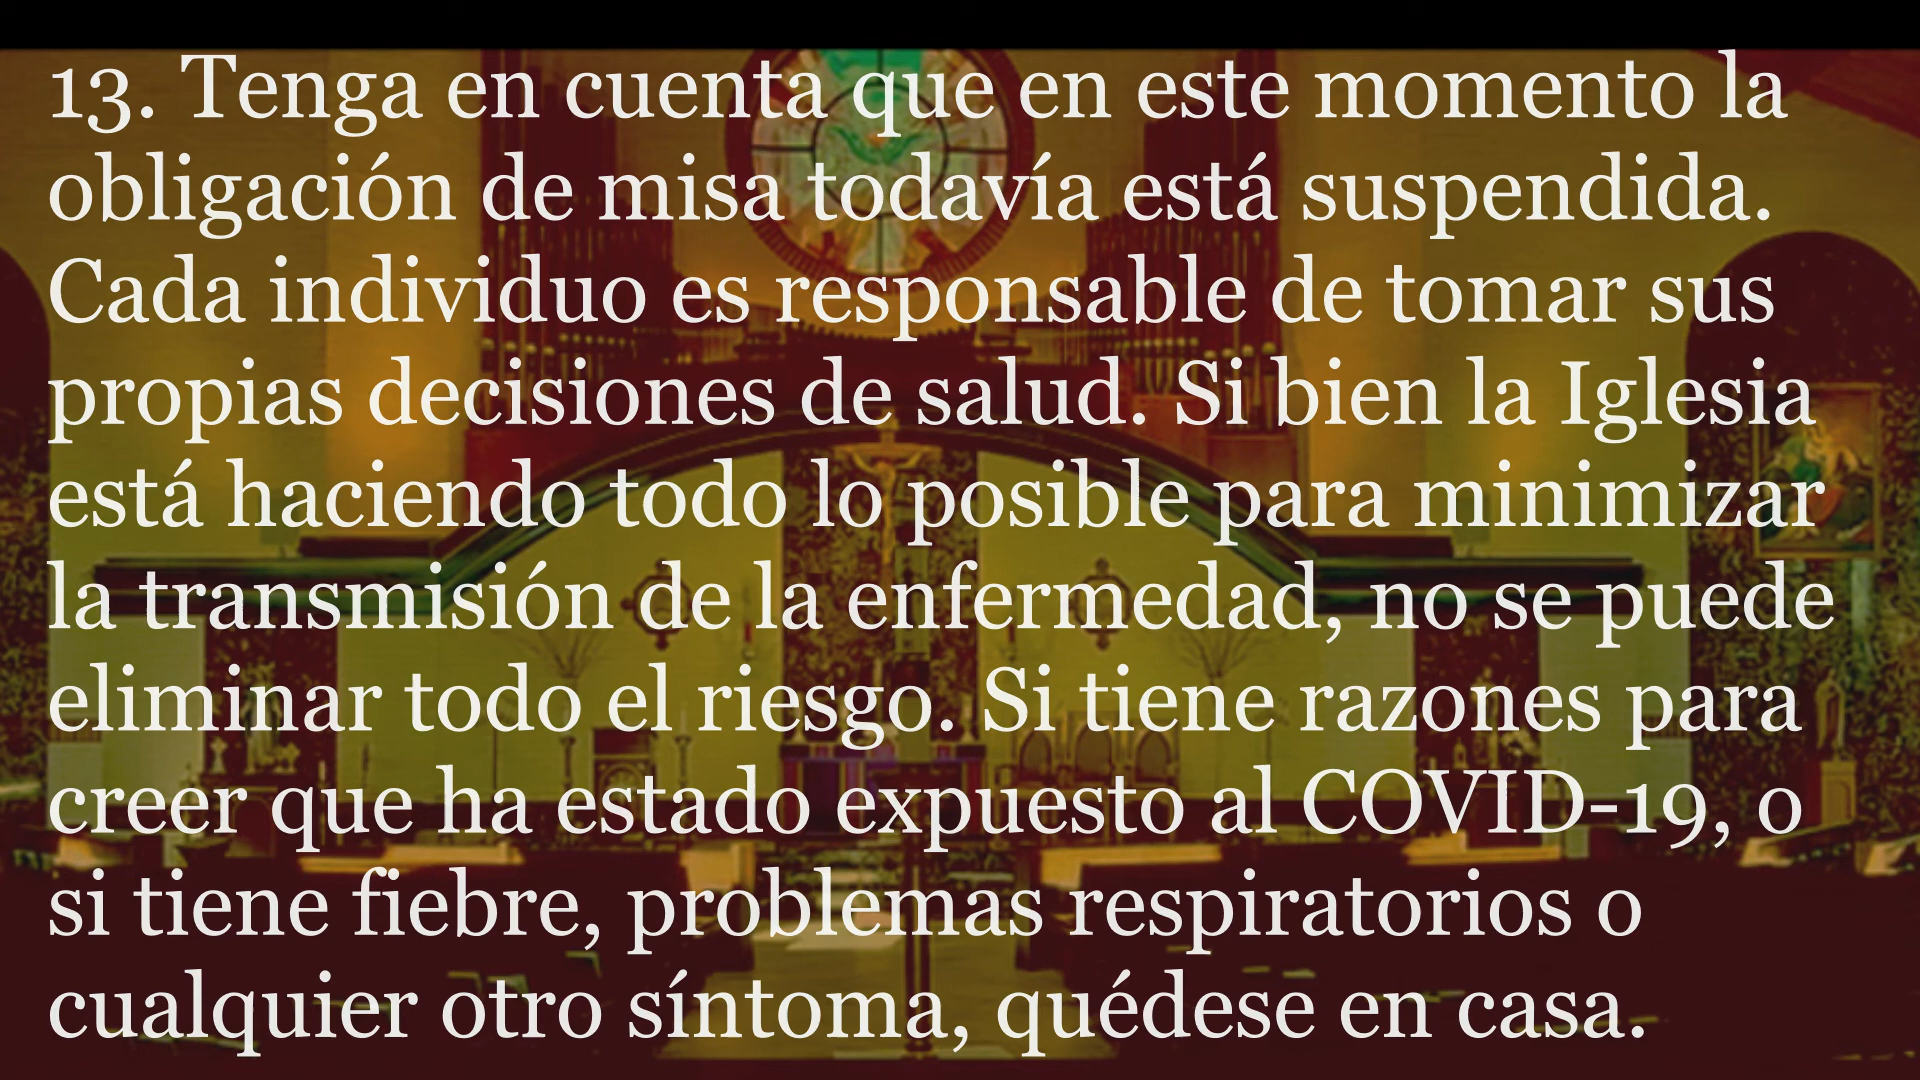 13. Tenga en cuenta que en este momento la
obligación de misa todavía está suspendida.
Cada individuo es responsable de tomar sus
propias decisiones de salud. Si bien la Iglesia
está haciendo todo lo posible para minimizar
la transmisión de la enfermedad, no se puede
eliminar todo el riesgo. Si tiene razones para
creer que ha estado expuesto al COVID-19, o
si tiene fiebre, problemas respiratorios o
cualquier otro síntoma, quédese en casa.